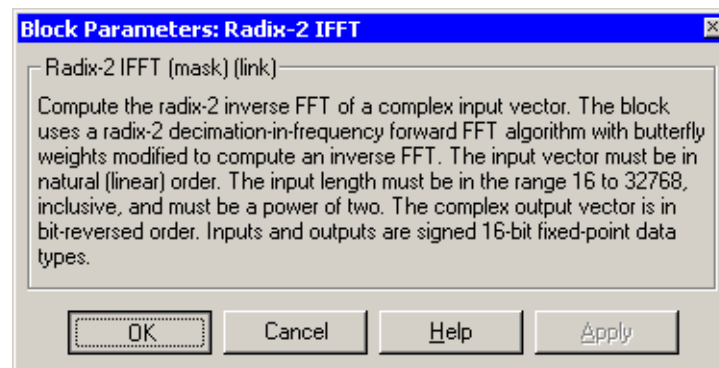 Block Parameters: Radix-2 IFFT
Radix-2 IFFT (mask) (link)
Compute the radix-2 inverse FFT of a complex input vector. The block
uses a radix-2 decimation-in-frequency forward FFT algorithm with butterfly
weights modified to compute an inverse FFT. The input vector must be in
natural (linear) order. The input length must be in the range 16 to 32768,
inclusive, and must be a power of two. The complex output vector is in
bit-reversed order. Inputs and outputs are signed 16-bit fixed-point data
types.
OK Cancel Help Apply